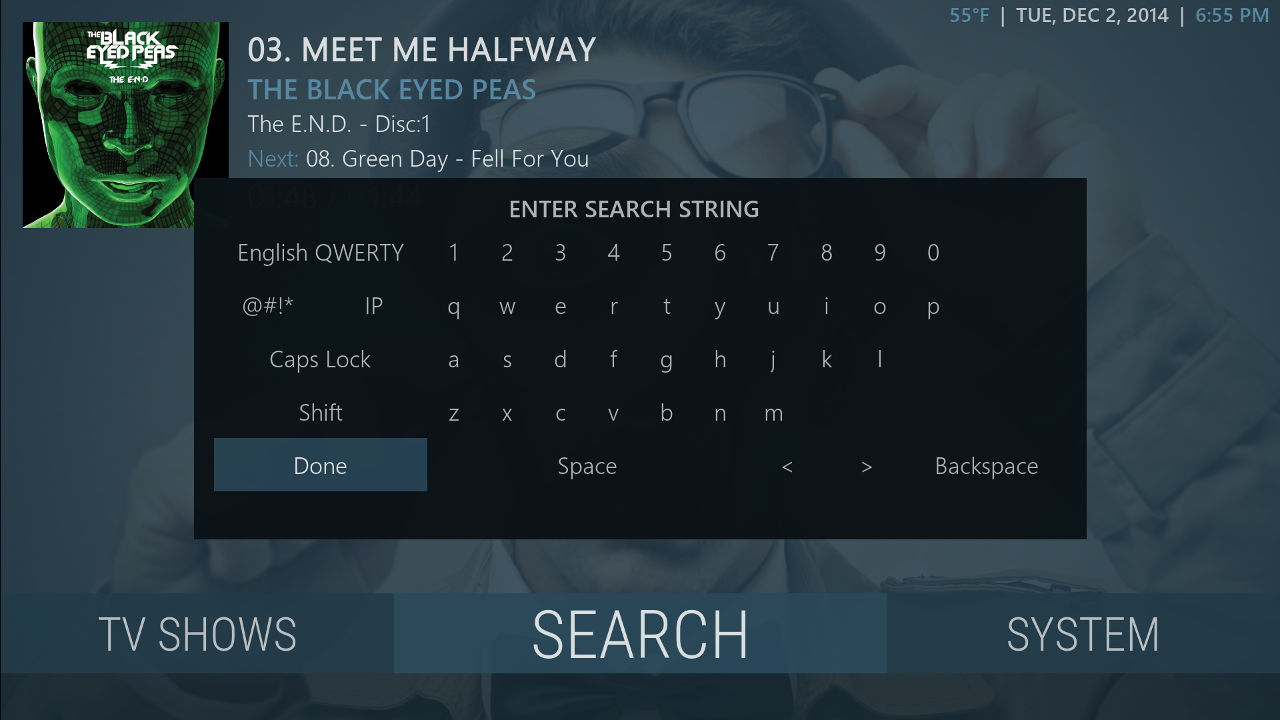 55°F | TUE, DEC 2, 2014 | 6:55 PM
THE BLACK EYED PEAS
THE E.N.D
03. MEET ME HALFWAY
THE BLACK EYED PEAS
The E.N.D. - Disc:1
Next: 08. Green Day - Fell For You
ENTER SEARCH STRING
English QWERTY 1 2 3 4 5 6 7 8 9 0
@#!* IP q w e r t y u i o p
Caps Lock a s d f g h j k l
Shift z x c v b n m
Done Space < > Backspace
TV SHOWS SEARCH SYSTEM